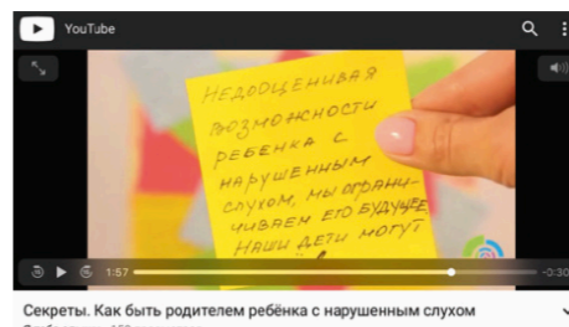 YouTube
НЕДООЦЕНИВАЯ
ВОЗМОЖНОСТИ
РЕБЕНКА С
НАРУШЕННЫМ
СЛУХОМ, МЫ ОГРАНИ-
ЧИВАЕМ ЕГО БУДУЩЕЕ.
НАШИ ДЕТИ МОГУТ
1:57
-0:30
Секреты. Как быть родителем ребёнка с нарушенным слухом